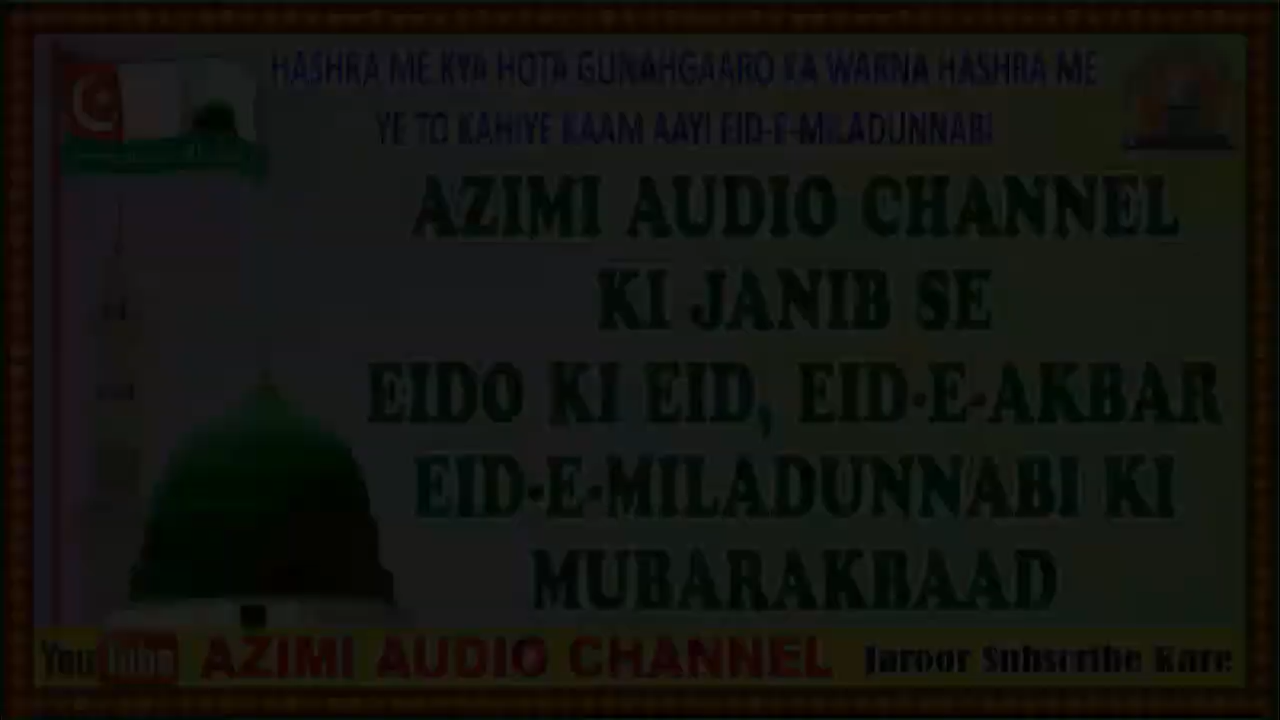 HASHRA ME KYA HOTA GUNAHGAARO KA WARNA HASHRA ME
YE TO KAHIYE KAAM AAYI EID-E-MILADUNNABI
AZIMI AUDIO CHANNEL
KI JANIB SE
EIDO KI EID, EID-E-AKBAR
EID-E-MILADUNNABI KI
MUBARAKBAAD
YouTube AZIMI AUDIO CHANNEL Jaroor Subscribe Kare